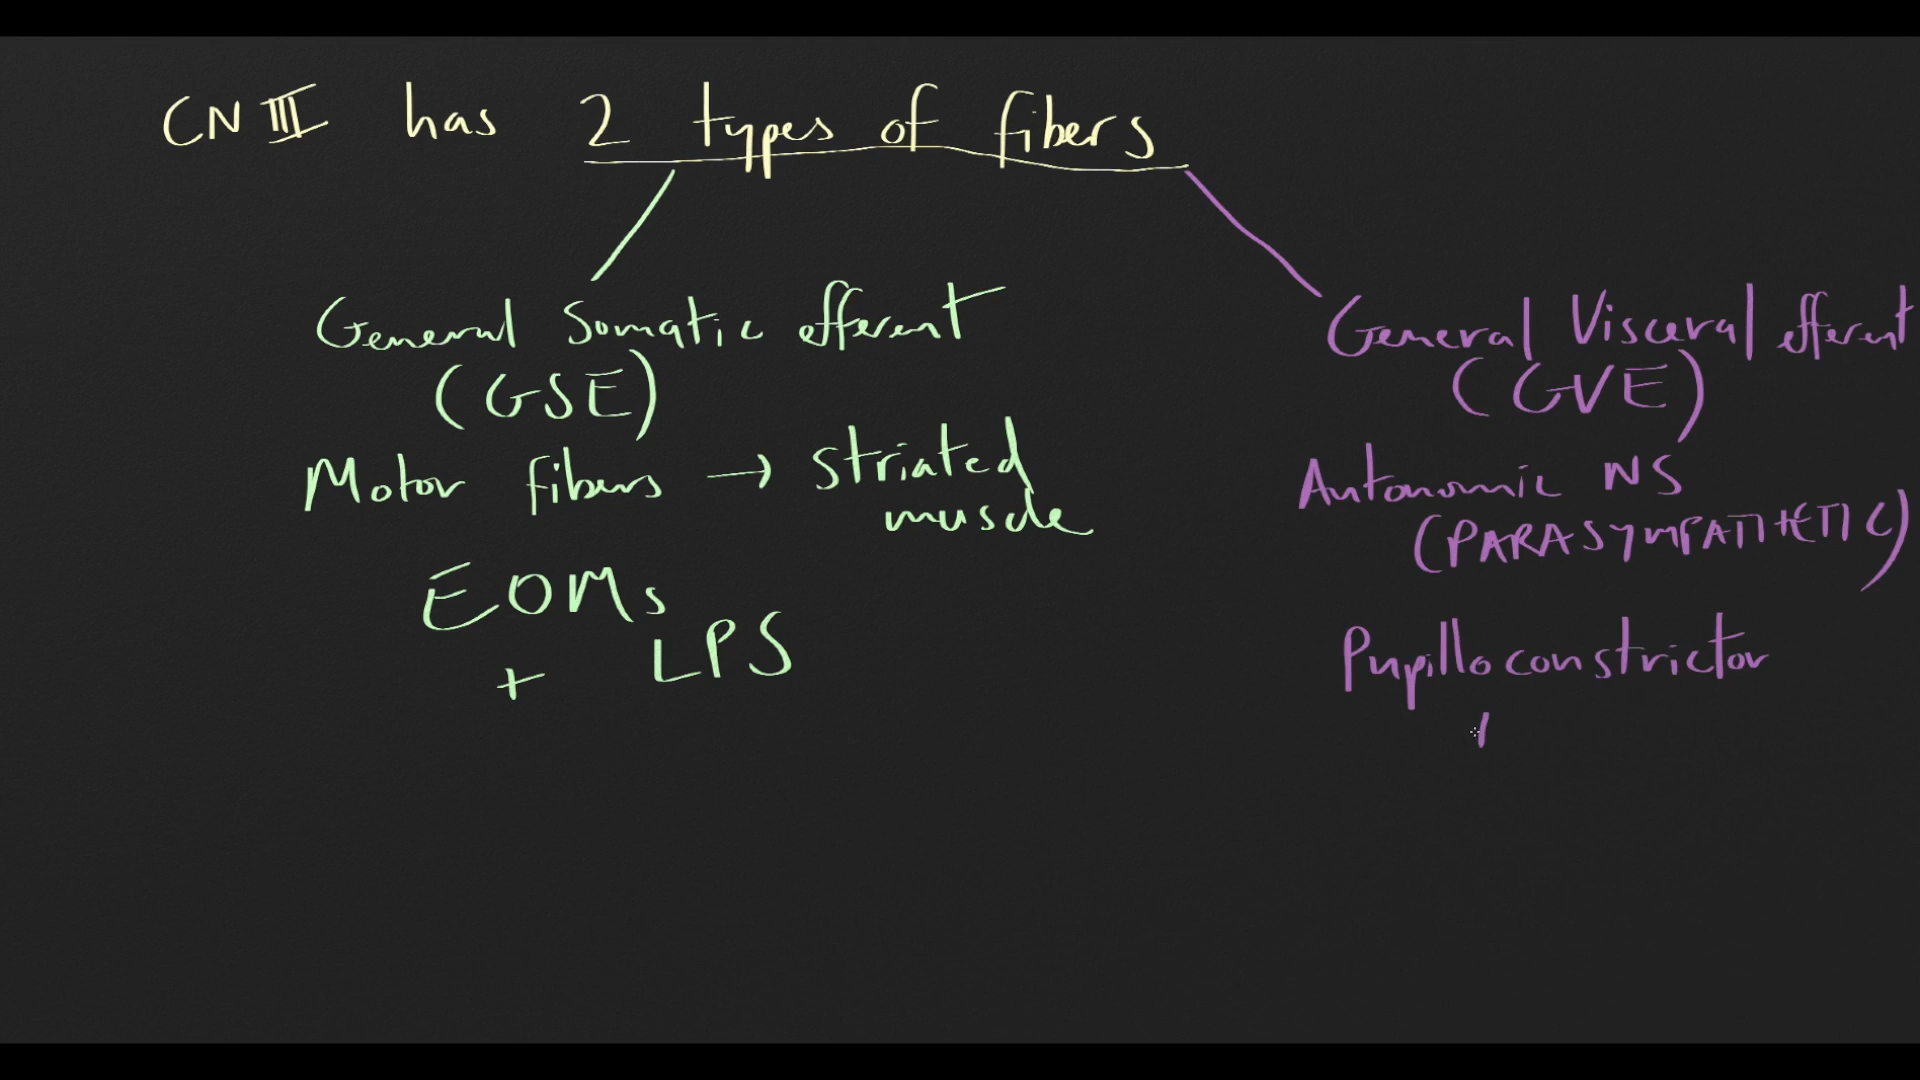 CN III has 2 types of fibers
General Somatic efferent
(GSE)
Motor fibers → striated
muscle
EOMs
+ LPS
General Visceral efferent
(GVE)
Autonomic NS
(PARASYMPATHETIC)
Pupilloconstrictor